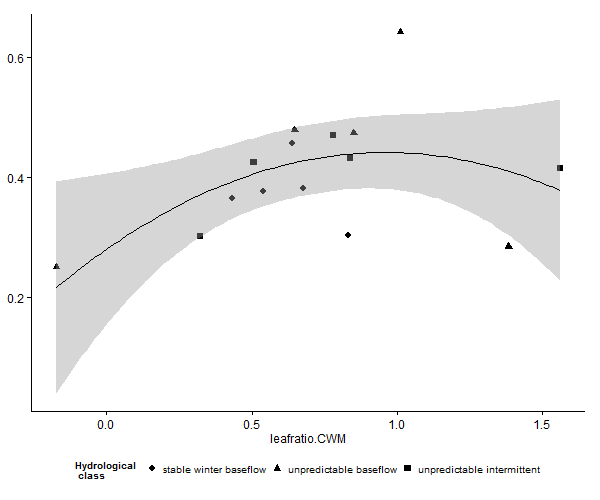 0.6
0.4
0.2
0.0 0.5 1.0 1.5
leafratio.CWM
Hydrological
class
stable winter baseflow unpredictable baseflow unpredictable intermittent